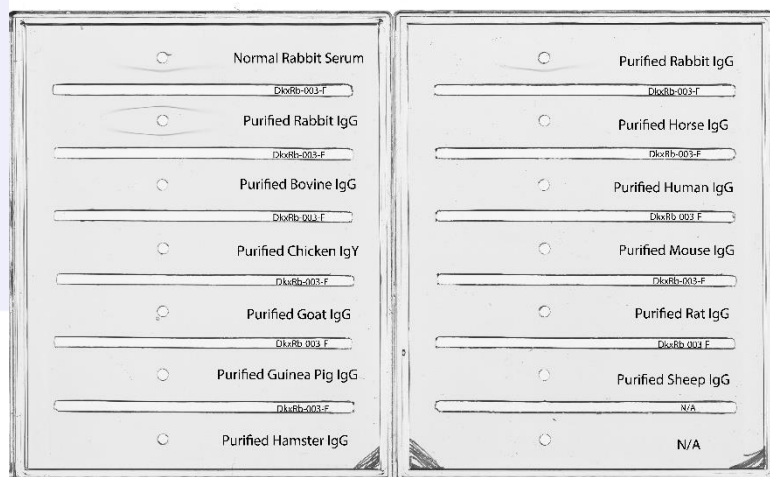 Normal Rabbit Serum
DkxRb-003-F
Purified Rabbit IgG
DkxRb-003-F
Purified Bovine IgG
DkxRb-003-F
Purified Chicken IgY
DkxRb-003-F
Purified Goat IgG
DkxRb 003 F
Purified Guinea Pig IgG
DkxRb-003-F
Purified Hamster IgG
Purified Rabbit IgG
DkxRb-003-F
Purified Horse IgG
DkxRb-003-F
Purified Human IgG
DkxRb 003 F
Purified Mouse IgG
DkxRb-003-F
Purified Rat IgG
DkxRb 003 F
Purified Sheep IgG
N/A
N/A